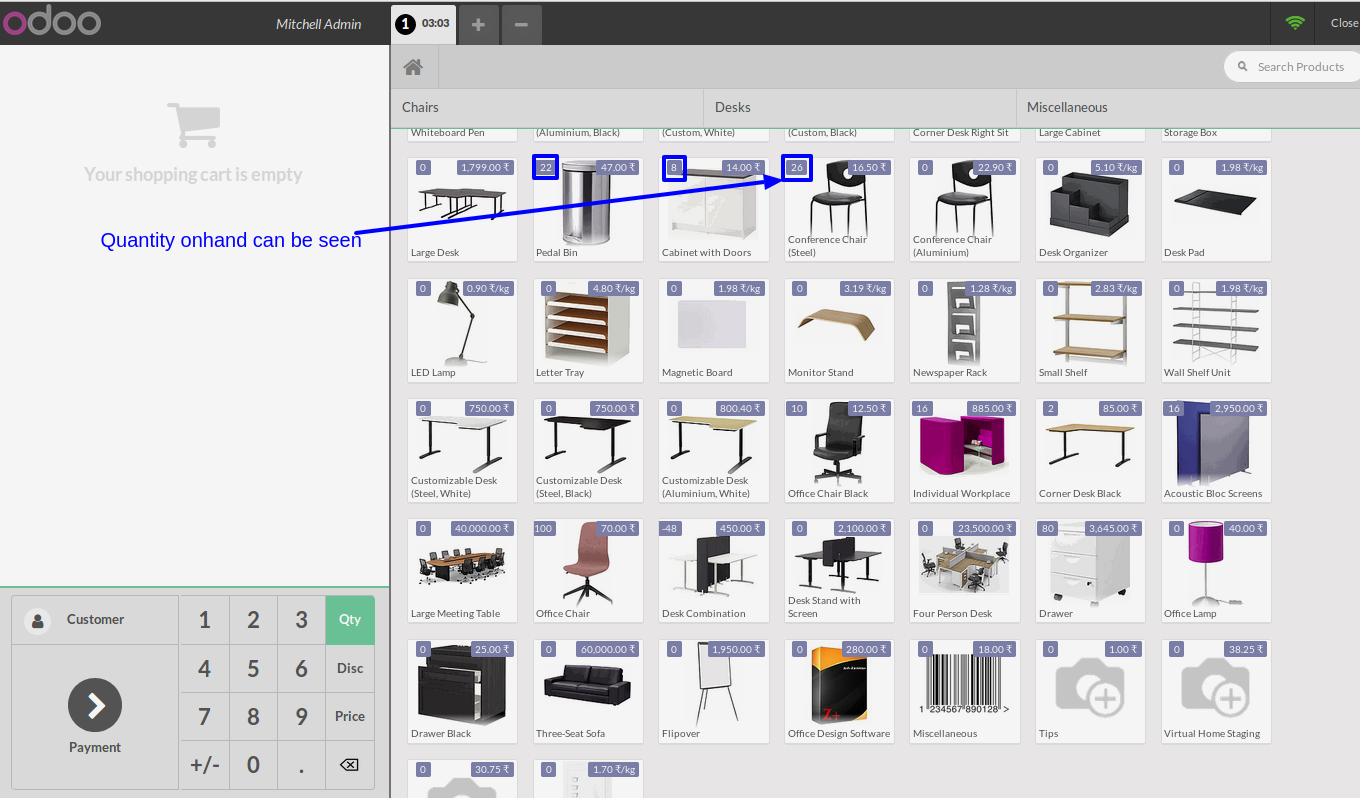 odoo
Mitchell Admin
1 03:03
Close
Search Products
Chairs Desks Miscellaneous
Your shopping cart is empty
Quantity onhand can be seen
Whiteboard Pen
(Aluminium, Black)
(Custom, White)
(Custom, Black)
Corner Desk Right Sit
Large Cabinet
Storage Box
0 1,799.00 ₹
Large Desk
22 47.00 ₹
Pedal Bin
8 14.00 ₹
Cabinet with Doors
26 16.50 ₹
Conference Chair
(Steel)
0 22.90 ₹
Conference Chair
(Aluminium)
0 5.10 ₹/kg
Desk Organizer
0 1.98 ₹/kg
Desk Pad
0 0.90 ₹/kg
LED Lamp
0 4.80 ₹/kg
Letter Tray
0 1.98 ₹/kg
Magnetic Board
0 3.19 ₹/kg
Monitor Stand
0 1.28 ₹/kg
Newspaper Rack
0 2.83 ₹/kg
Small Shelf
0 1.98 ₹/kg
Wall Shelf Unit
0 750.00 ₹
Customizable Desk
(Steel, White)
0 750.00 ₹
Customizable Desk
(Steel, Black)
0 800.40 ₹
Customizable Desk
(Aluminium, White)
10 12.50 ₹
Office Chair Black
16 885.00 ₹
Individual Workplace
2 85.00 ₹
Corner Desk Black
16 2,950.00 ₹
Acoustic Bloc Screens
0 40,000.00 ₹
Large Meeting Table
100 70.00 ₹
Office Chair
-48 450.00 ₹
Desk Combination
0 2,100.00 ₹
Desk Stand with
Screen
0 23,500.00 ₹
Four Person Desk
80 3,645.00 ₹
Drawer
0 40.00 ₹
Office Lamp
0 25.00 ₹
Drawer Black
0 60,000.00 ₹
Three-Seat Sofa
0 1,950.00 ₹
Flipover
0 280.00 ₹
Z+
Office Design Software
0 18.00 ₹
1 234567 890128 >
Miscellaneous
0 1.00 ₹
Tips
0 38.25 ₹
Virtual Home Staging
0 30.75 ₹
0 1.70 ₹/kg
Customer
Payment
1 2 3 Qty
4 5 6 Disc
7 8 9 Price
+/- 0 .